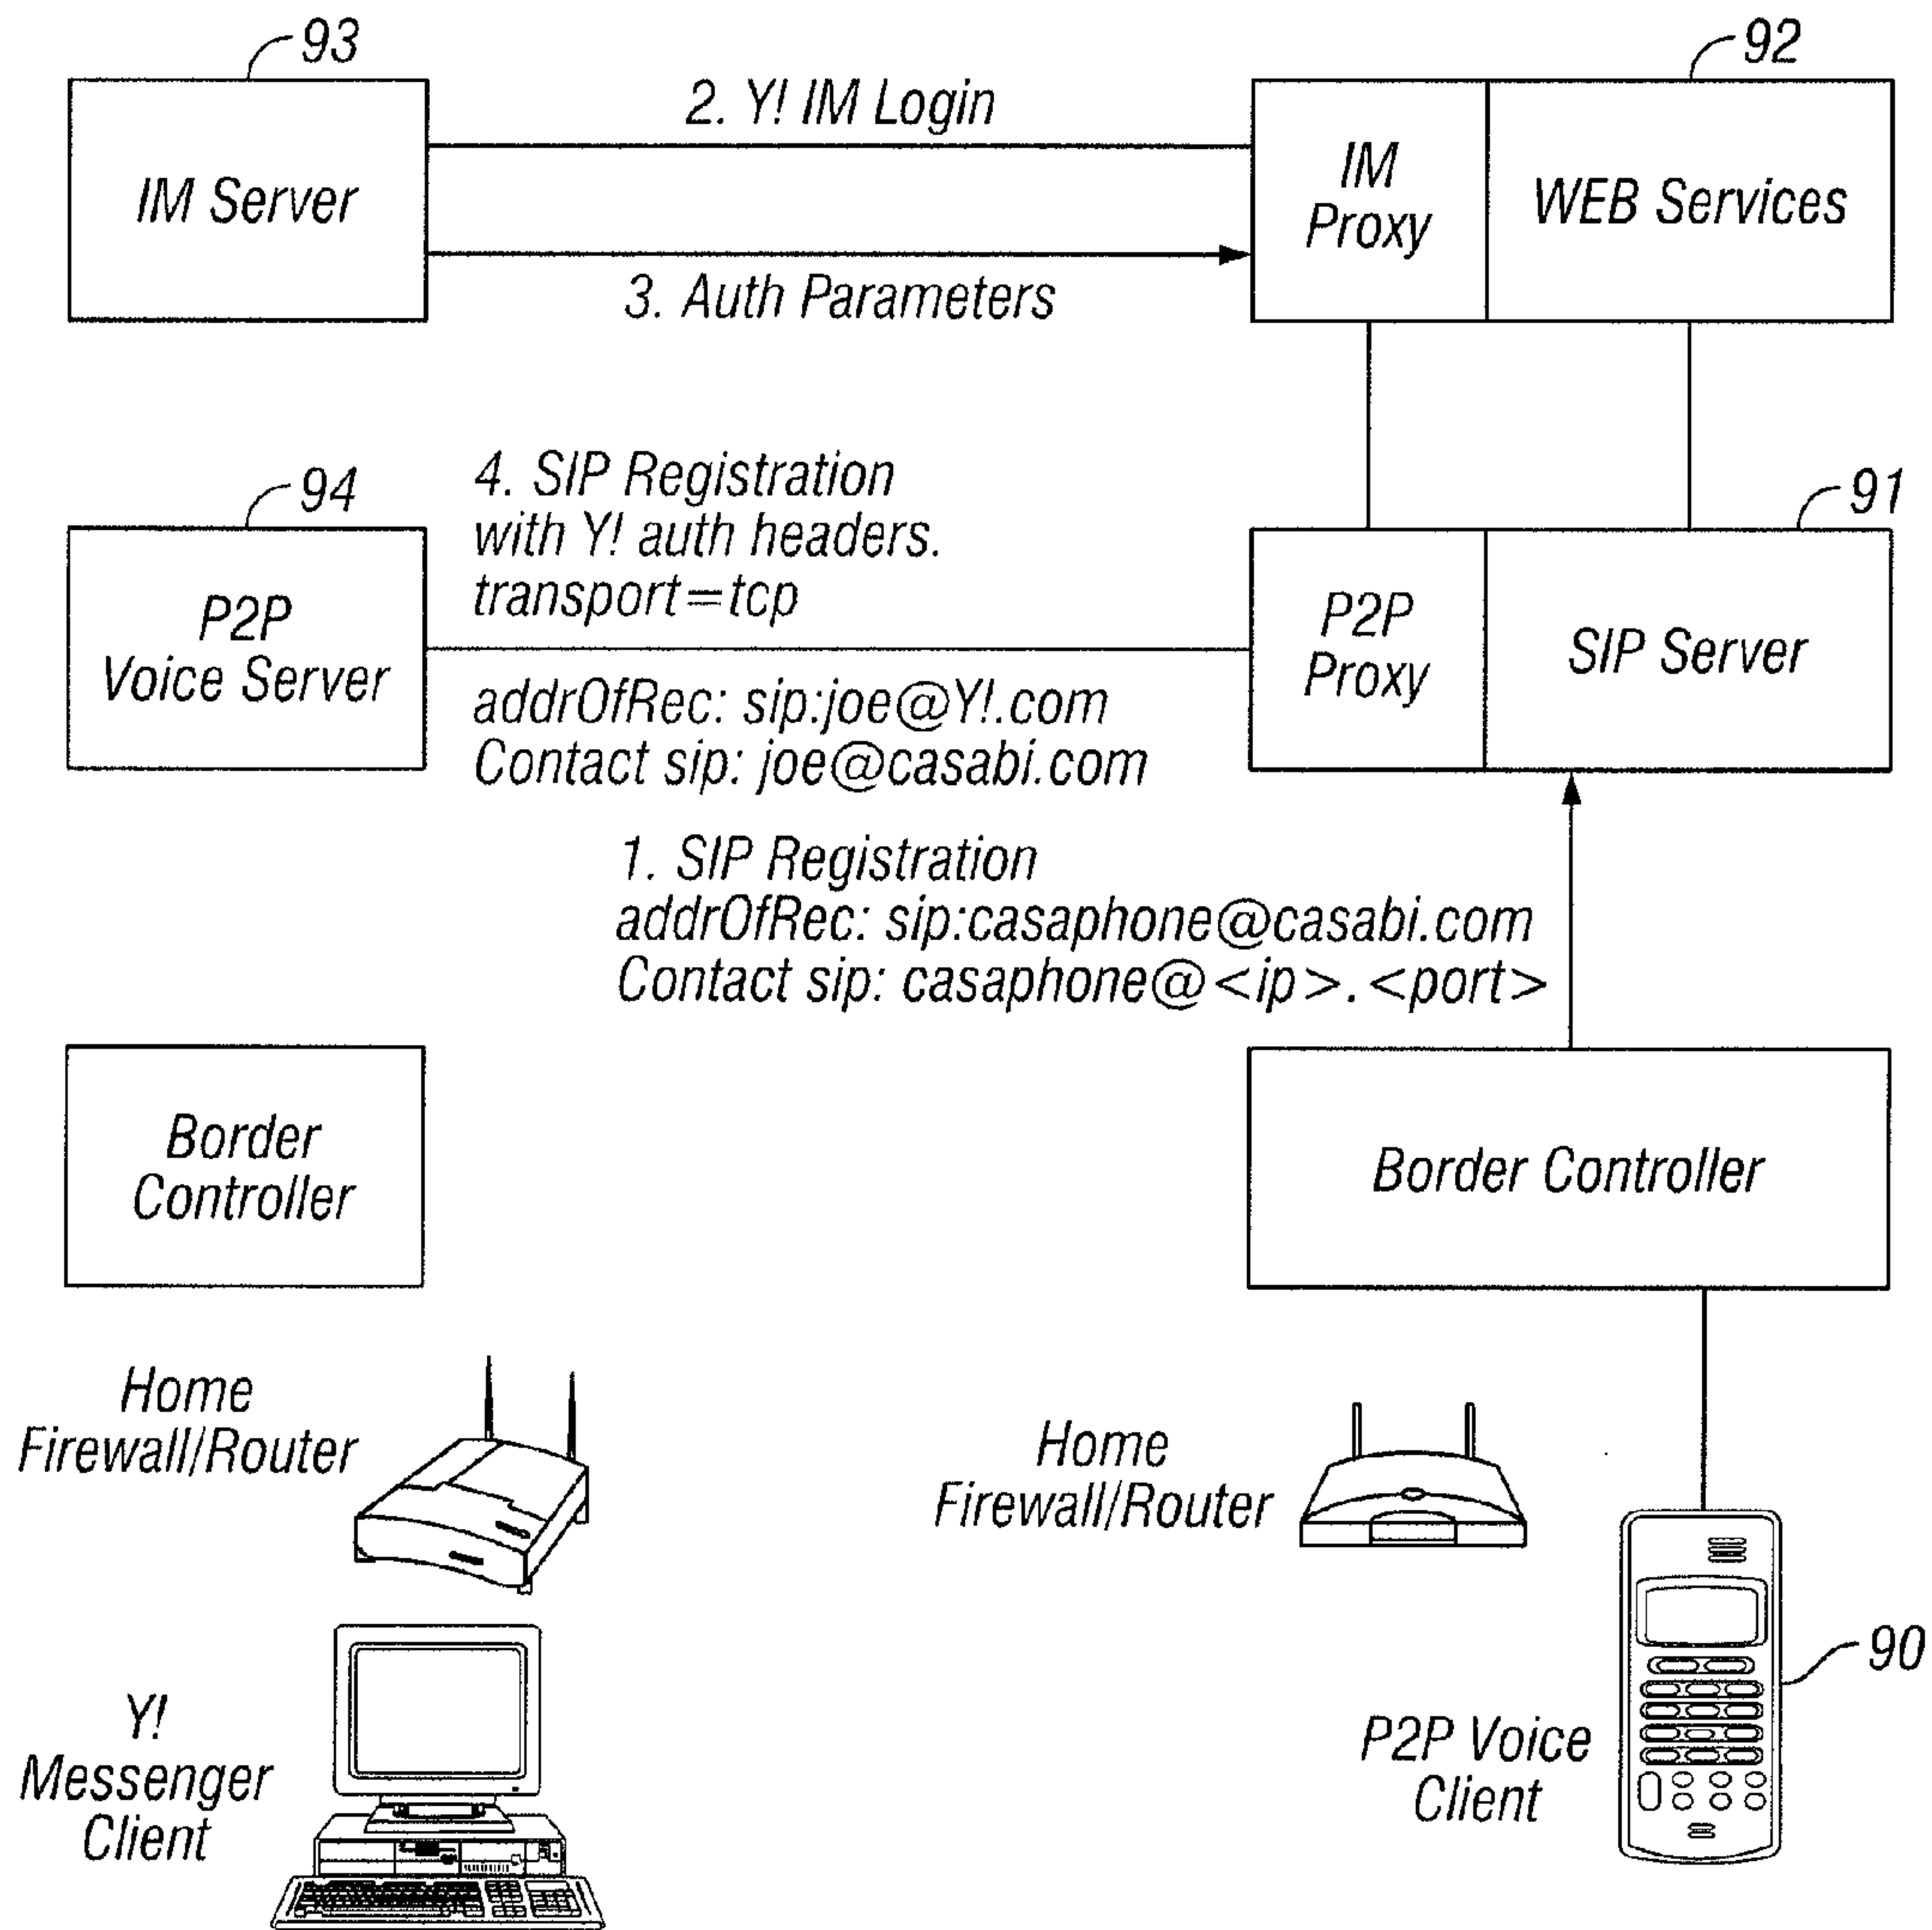 93
92
2. Y! IM Login
IM Server
IM
Proxy
WEB Services
3. Auth Parameters
94
4. SIP Registration
with Y! auth headers.
transport=tcp
91
P2P
Voice Server
P2P
Proxy
SIP Server
addrOfRec: sip:joe@Y!.com
Contact sip: joe@casabi.com
1. SIP Registration
addrOfRec: sip:casaphone@casabi.com
Contact sip: casaphone@<ip>.<port>
Border
Controller
Border Controller
Home
Firewall/Router
Home
Firewall/Router
90
Y!
Messenger
Client
P2P Voice
Client